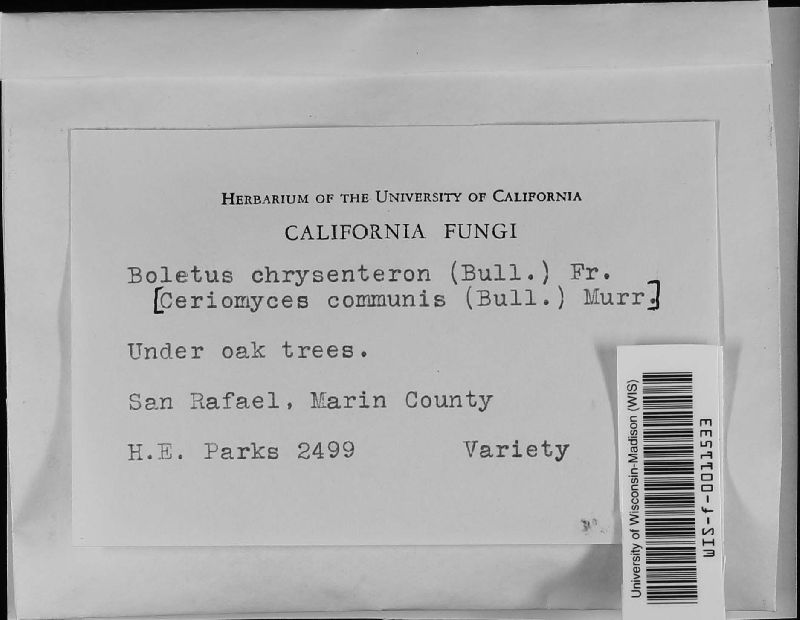 HERBARIUM OF THE UNIVERSITY OF CALIFORNIA
CALIFORNIA FUNGI
Boletus chrysenteron (Bull.) Fr.
[Ceriomyces communis (Bull.) Murr.]
Under oak trees.
San Rafael, Marin County
H.E. Parks 2499 Variety
University of Wisconsin-Madison (WIS)
WIS-f-0011533